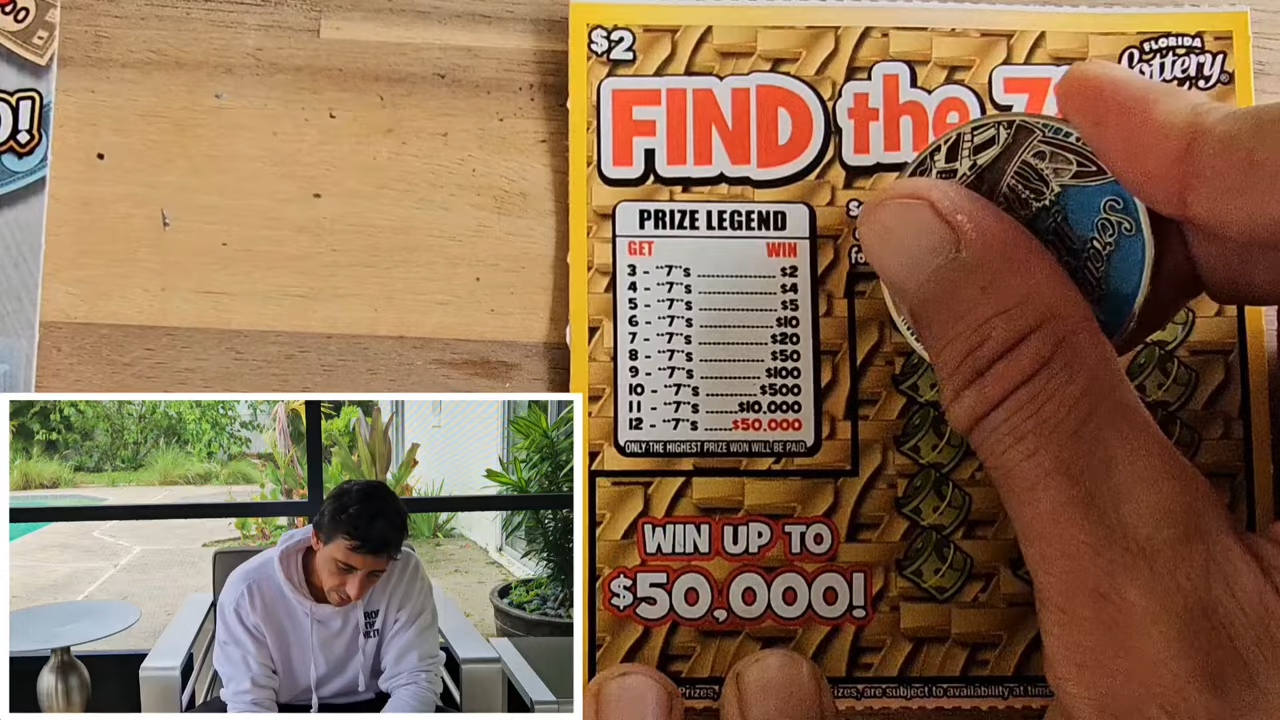 $2
FLORIDA
Lottery
FIND the 7
PRIZE LEGEND
GET WIN
3 - "7"s .................... $2
4 - "7"s .................... $4
5 - "7"s .................... $5
6 - "7"s .................... $10
7 - "7"s .................... $20
8 - "7"s .................... $50
9 - "7"s .................... $100
10 - "7"s .................... $500
11 - "7"s ....... $10,000
12 - "7"s ....... $50,000
ONLY THE HIGHEST PRIZE WON WILL BE PAID.
WIN UP TO
$50,000!
Prizes, are subject to availability at